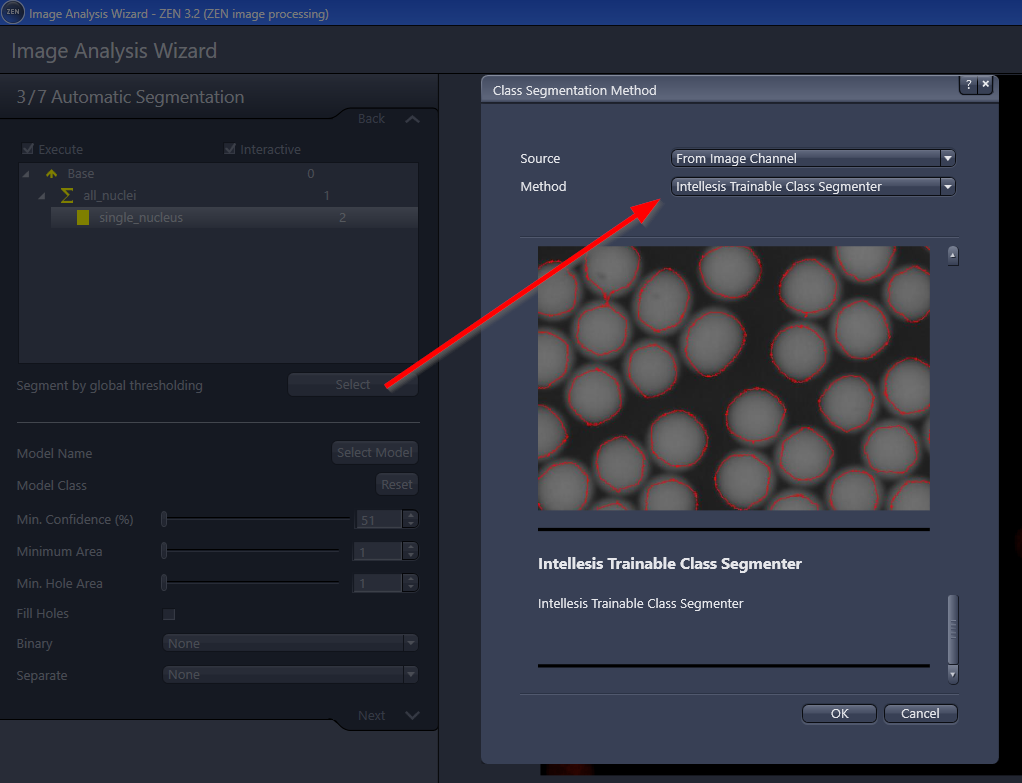 ZEN Image Analysis Wizard - ZEN 3.2 (ZEN image processing)
Image Analysis Wizard
3/7 Automatic Segmentation
Back
Execute Interactive
Base 0
Σ all_nuclei 1
single_nucleus 2
Segment by global thresholding Select
Model Name Select Model
Model Class Reset
Min. Confidence (%) 51
Minimum Area 1
Min. Hole Area 1
Fill Holes
Binary None
Separate None
Next
Class Segmentation Method ? ×
Source From Image Channel
Method Intellesis Trainable Class Segmenter
Intellesis Trainable Class Segmenter
Intellesis Trainable Class Segmenter
OK Cancel